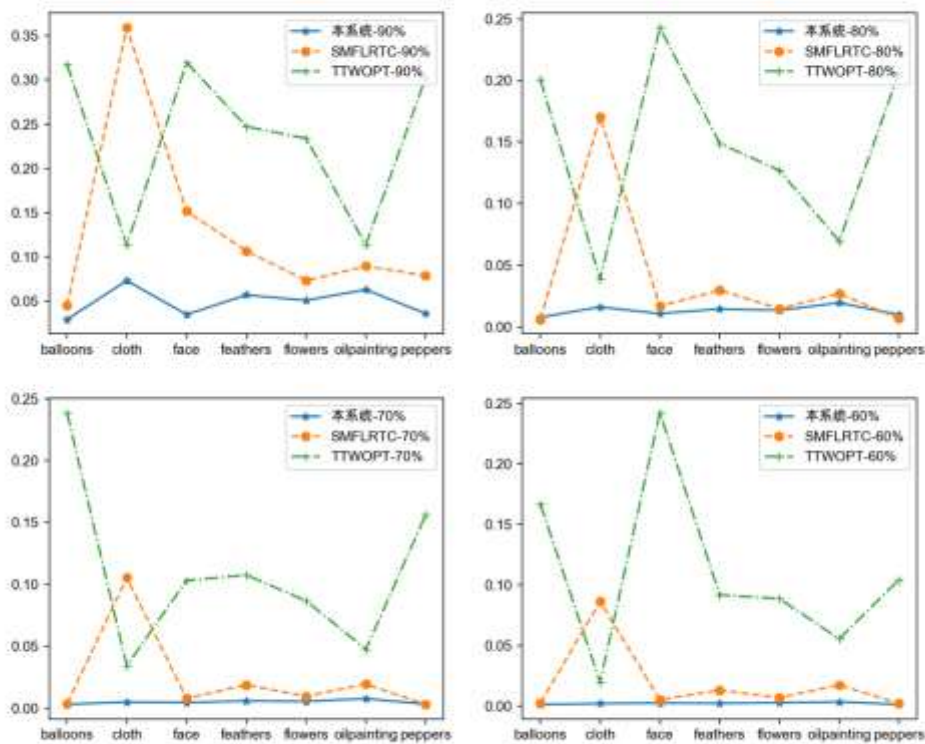 0.35
0.30
0.25
0.20
0.15
0.10
0.05
本系统-90%
SMFLRTC-90%
TTWOPT-90%
balloons cloth face feathers flowers oilpainting peppers
0.25
0.20
0.15
0.10
0.05
0.00
本系统-80%
SMFLRTC-80%
TTWOPT-80%
balloons cloth face feathers flowers oilpainting peppers
0.25
0.20
0.15
0.10
0.05
0.00
本系统-70%
SMFLRTC-70%
TTWOPT-70%
balloons cloth face feathers flowers oilpainting peppers
0.25
0.20
0.15
0.10
0.05
0.00
本系统-60%
SMFLRTC-60%
TTWOPT-60%
balloons cloth face feathers flowers oilpainting peppers